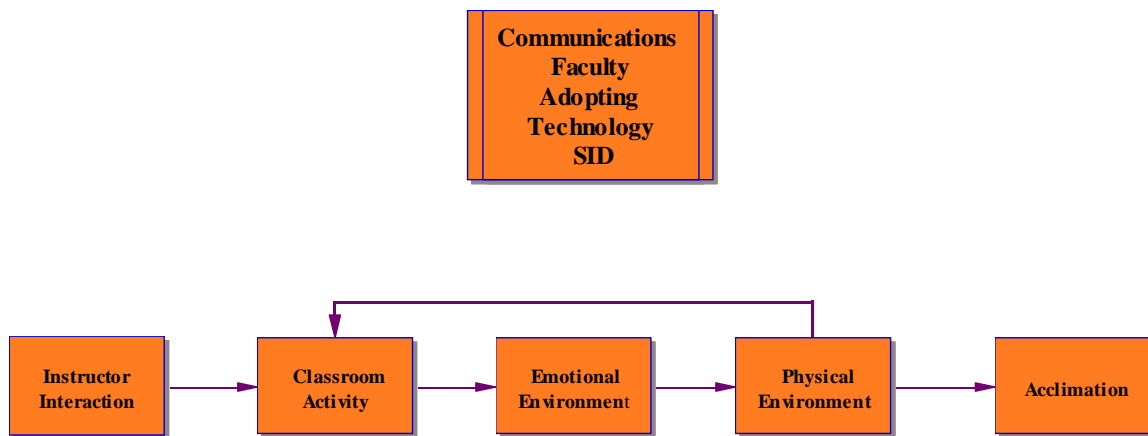 Communications
Faculty
Adopting
Technology
SID
Instructor
Interaction
Classroom
Activity
Emotional
Environment
Physical
Environment
Acclimation